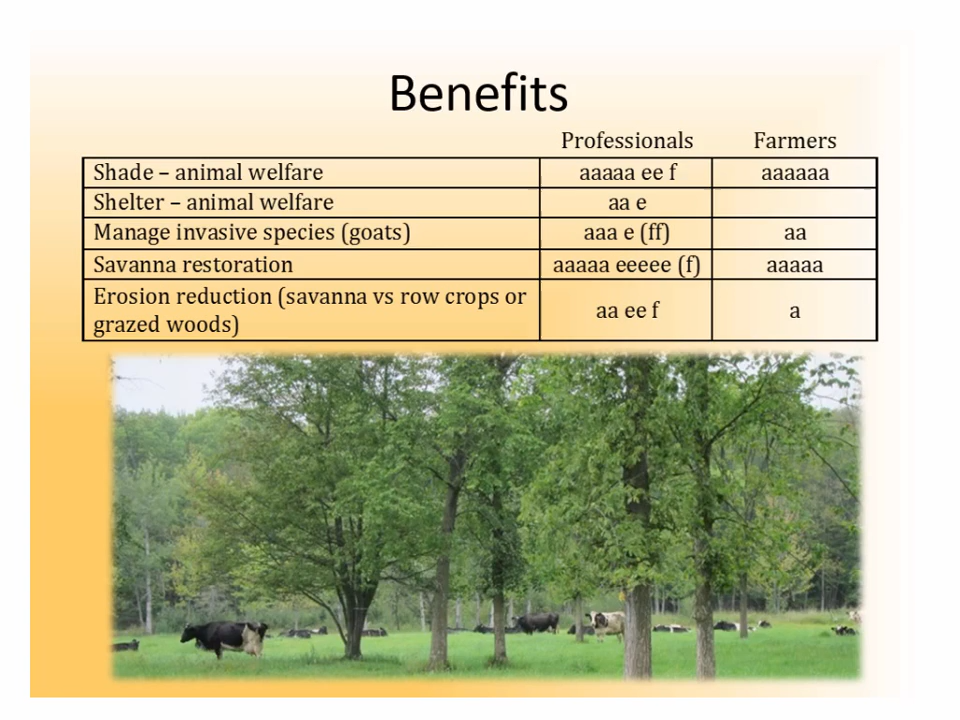 Benefits
Professionals Farmers
Shade – animal welfare aaaaa ee f aaaaaa
Shelter – animal welfare aa e
Manage invasive species (goats) aaa e (ff) aa
Savanna restoration aaaaa eeeee (f) aaaaa
Erosion reduction (savanna vs row crops or
grazed woods) aa ee f a